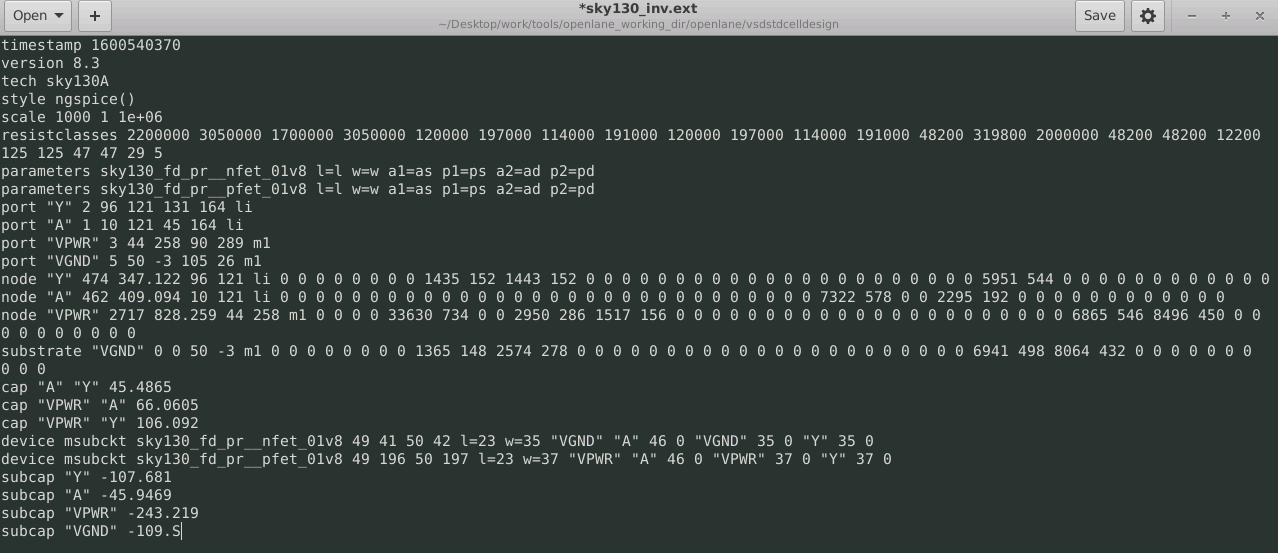 Open
+
*sky130_inv.ext
~/Desktop/work/tools/openlane_working_dir/openlane/vsdstdcelldesign
Save
timestamp 1600540370
version 8.3
tech sky130A
style ngspice()
scale 1000 1 1e+06
resistclasses 2200000 3050000 1700000 3050000 120000 197000 114000 191000 120000 197000 114000 191000 48200 319800 2000000 48200 48200 12200
125 125 47 47 29 5
parameters sky130_fd_pr__nfet_01v8 l=l w=w a1=as p1=ps a2=ad p2=pd
parameters sky130_fd_pr__pfet_01v8 l=l w=w a1=as p1=ps a2=ad p2=pd
port "Y" 2 96 121 131 164 li
port "A" 1 10 121 45 164 li
port "VPWR" 3 44 258 90 289 m1
port "VGND" 5 50 -3 105 26 m1
node "Y" 474 347.122 96 121 li 0 0 0 0 0 0 0 0 1435 152 1443 152 0 0 0 0 0 0 0 0 0 0 0 0 0 0 0 0 0 0 0 0 0 0 5951 544 0 0 0 0 0 0 0 0 0 0 0 0
node "A" 462 409.094 10 121 li 0 0 0 0 0 0 0 0 0 0 0 0 0 0 0 0 0 0 0 0 0 0 0 0 0 0 0 0 0 0 7322 578 0 0 2295 192 0 0 0 0 0 0 0 0 0 0 0 0
node "VPWR" 2717 828.259 44 258 m1 0 0 0 0 33630 734 0 0 2950 286 1517 156 0 0 0 0 0 0 0 0 0 0 0 0 0 0 0 0 0 0 0 0 0 0 6865 546 8496 450 0 0
0 0 0 0 0 0 0 0
substrate "VGND" 0 0 50 -3 m1 0 0 0 0 0 0 0 0 1365 148 2574 278 0 0 0 0 0 0 0 0 0 0 0 0 0 0 0 0 0 0 0 0 0 0 6941 498 8064 432 0 0 0 0 0 0 0
0 0 0
cap "A" "Y" 45.4865
cap "VPWR" "A" 66.0605
cap "VPWR" "Y" 106.092
device msubckt sky130_fd_pr__nfet_01v8 49 41 50 42 l=23 w=35 "VGND" "A" 46 0 "VGND" 35 0 "Y" 35 0
device msubckt sky130_fd_pr__pfet_01v8 49 196 50 197 l=23 w=37 "VPWR" "A" 46 0 "VPWR" 37 0 "Y" 37 0
subcap "Y" -107.681
subcap "A" -45.9469
subcap "VPWR" -243.219
subcap "VGND" -109.S